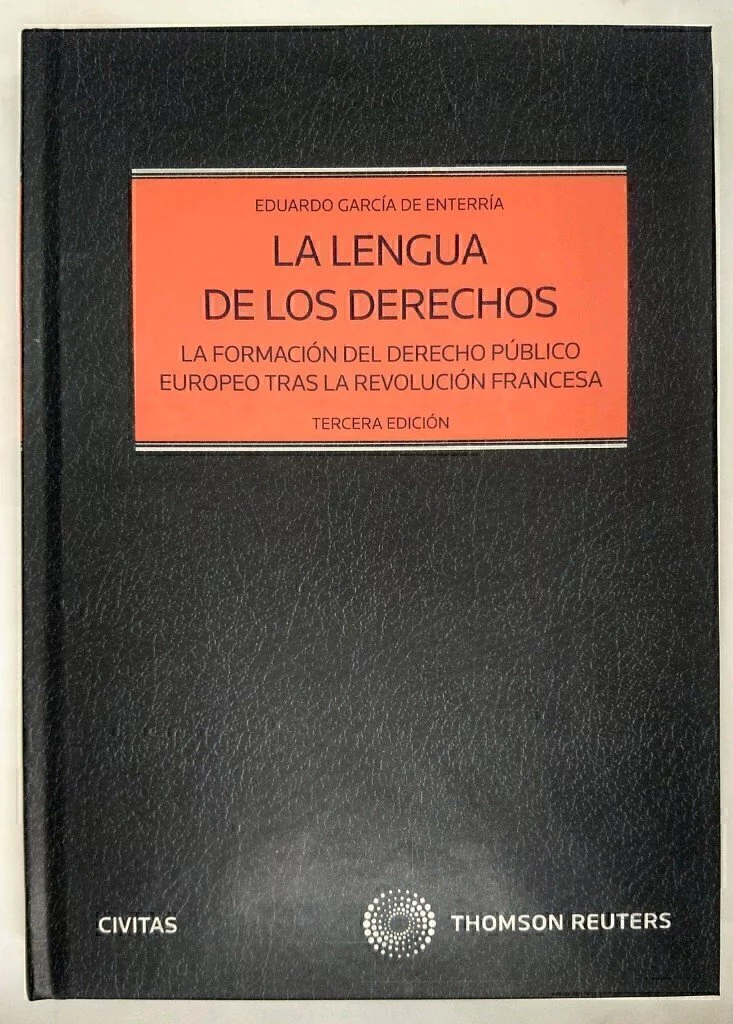 EDUARDO GARCÍA DE ENTERRÍA
LA LENGUA
DE LOS DERECHOS
LA FORMACIÓN DEL DERECHO PÚBLICO
EUROPEO TRAS LA REVOLUCIÓN FRANCESA
TERCERA EDICIÓN
CIVITAS
THOMSON REUTERS